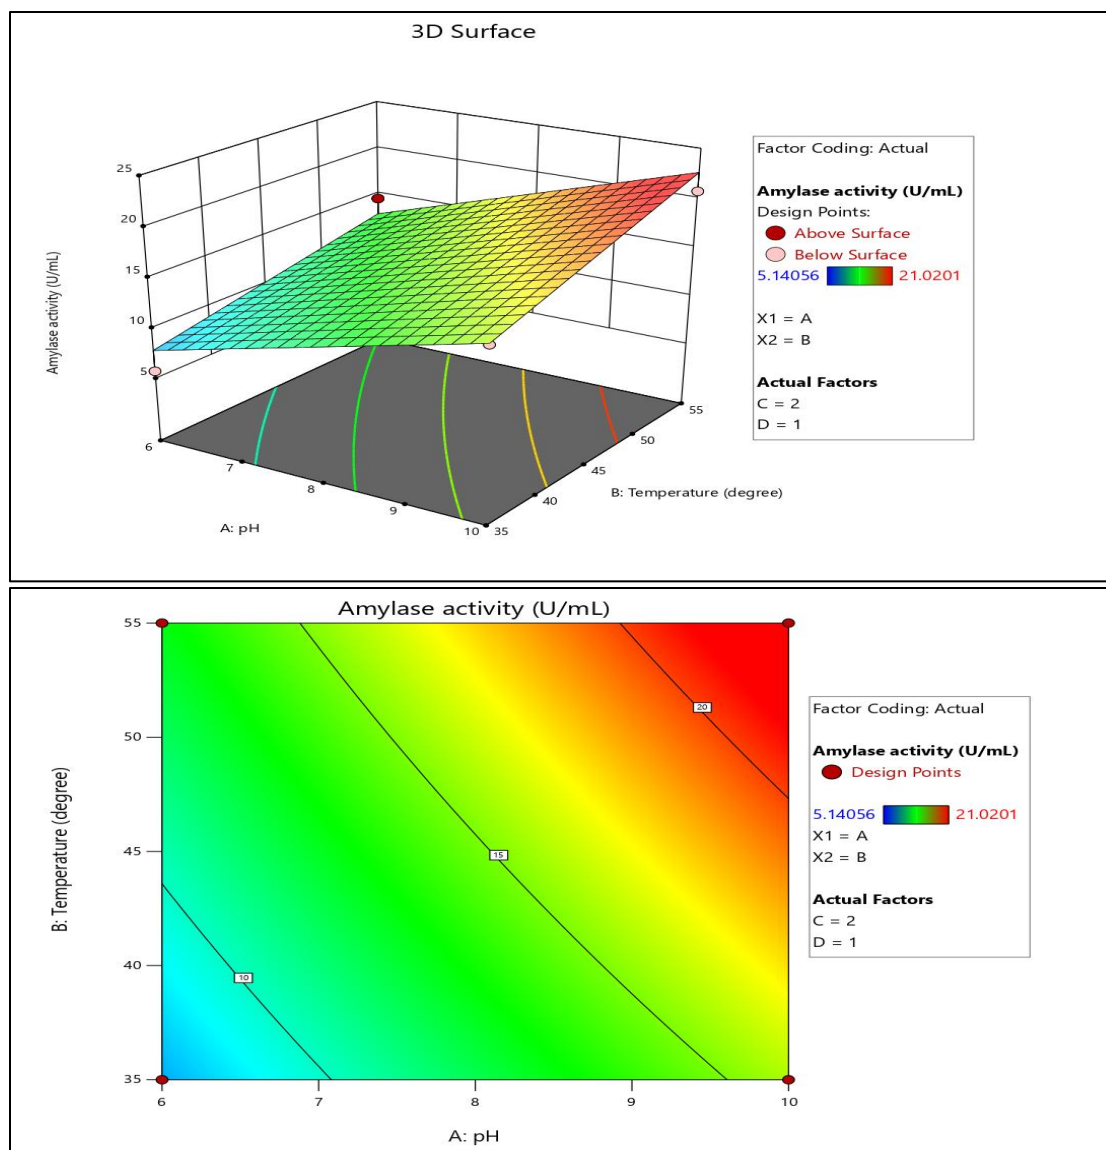 3D Surface
Factor Coding: Actual
Amylase activity (U/mL)
Design Points:
Above Surface
Below Surface
5.14056 21.0201
X1 = A
X2 = B
Actual Factors
C = 2
D = 1
25
20
15
10
5
Amylase activity (U/mL)
6
7
8
9
10
A: pH
35
40
45
50
55
B: Temperature (degree)
Amylase activity (U/mL)
55
50
45
40
35
B: Temperature (degree)
20
15
10
6 7 8 9 10
A: pH
Factor Coding: Actual
Amylase activity (U/mL)
Design Points
5.14056 21.0201
X1 = A
X2 = B
Actual Factors
C = 2
D = 1